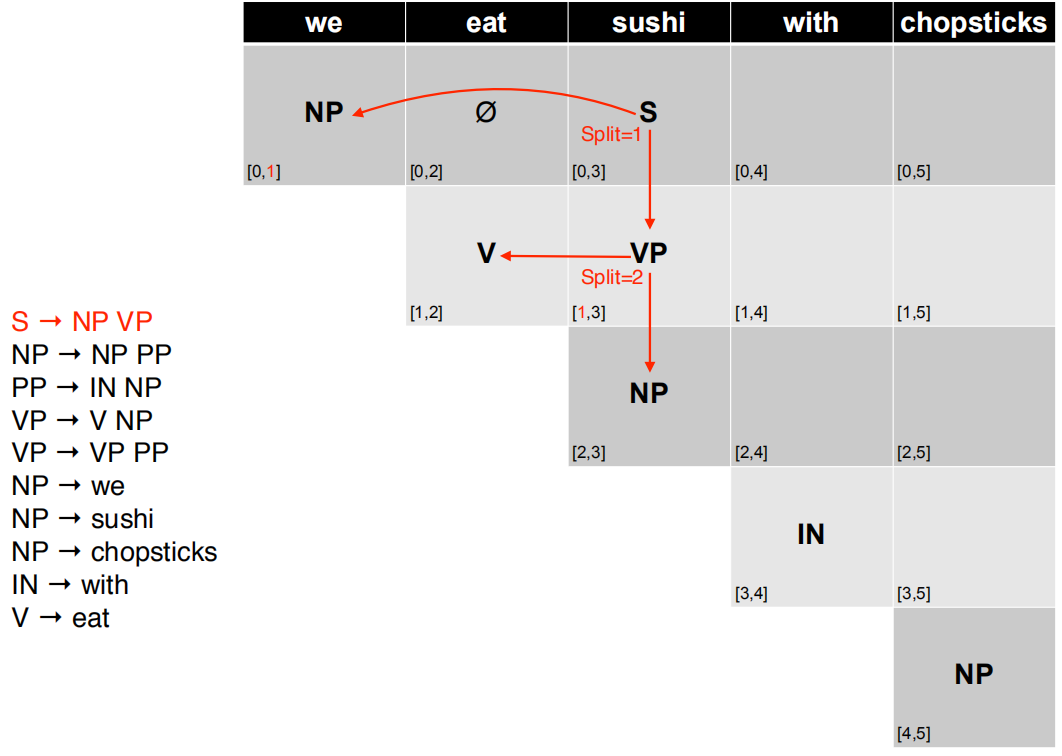 we eat sushi with chopsticks
NP Ø S
Split=1
[0,1] [0,2] [0,3] [0,4] [0,5]
V VP
Split=2
[1,2] [1,3] [1,4] [1,5]
NP
[2,3] [2,4] [2,5]
IN
[3,4] [3,5]
NP
[4,5]
S → NP VP
NP → NP PP
PP → IN NP
VP → V NP
VP → VP PP
NP → we
NP → sushi
NP → chopsticks
IN → with
V → eat